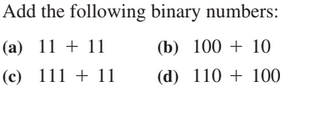 Add the following binary numbers:
(a) 11 + 11 (b) 100 + 10
(c) 111 + 11 (d) 110 + 100